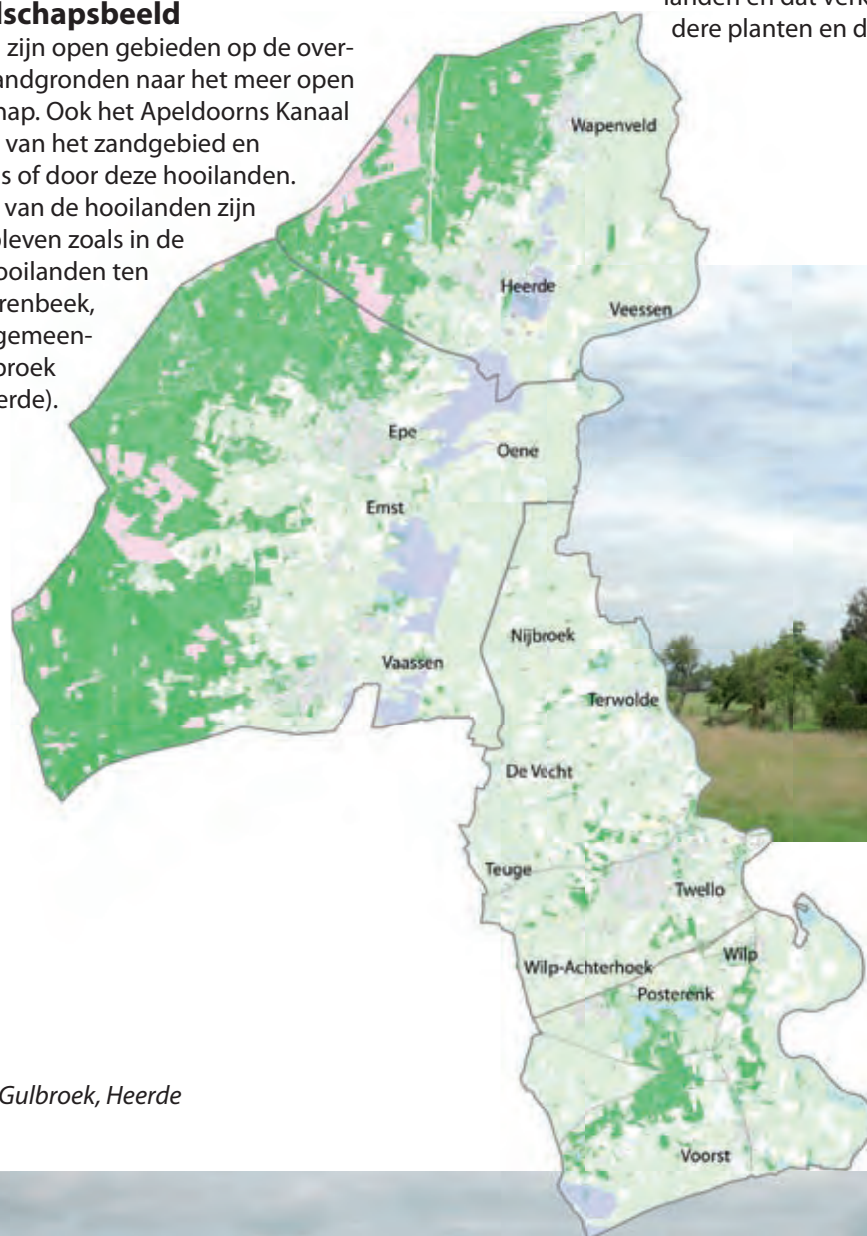 dschapsbeeld
zijn open gebieden op de over-
andgronden naar het meer open
hap. Ook het Apeldoorns Kanaal
van het zandgebied en
s of door deze hooilanden.
van de hooilanden zijn
bleven zoals in de
ooilanden ten
renbeek,
gemeen-
broek
erde).
landen en dat
dere planten en d
Wapenveld
Heerde
Veessen
Epe
Oene
Emst
Nijbroek
Vaassen
Terwolde
De Vecht
Teuge
Twello
Wilp
Wilp-Achterhoek
Posterenk
Gulbroek, Heerde
Voorst